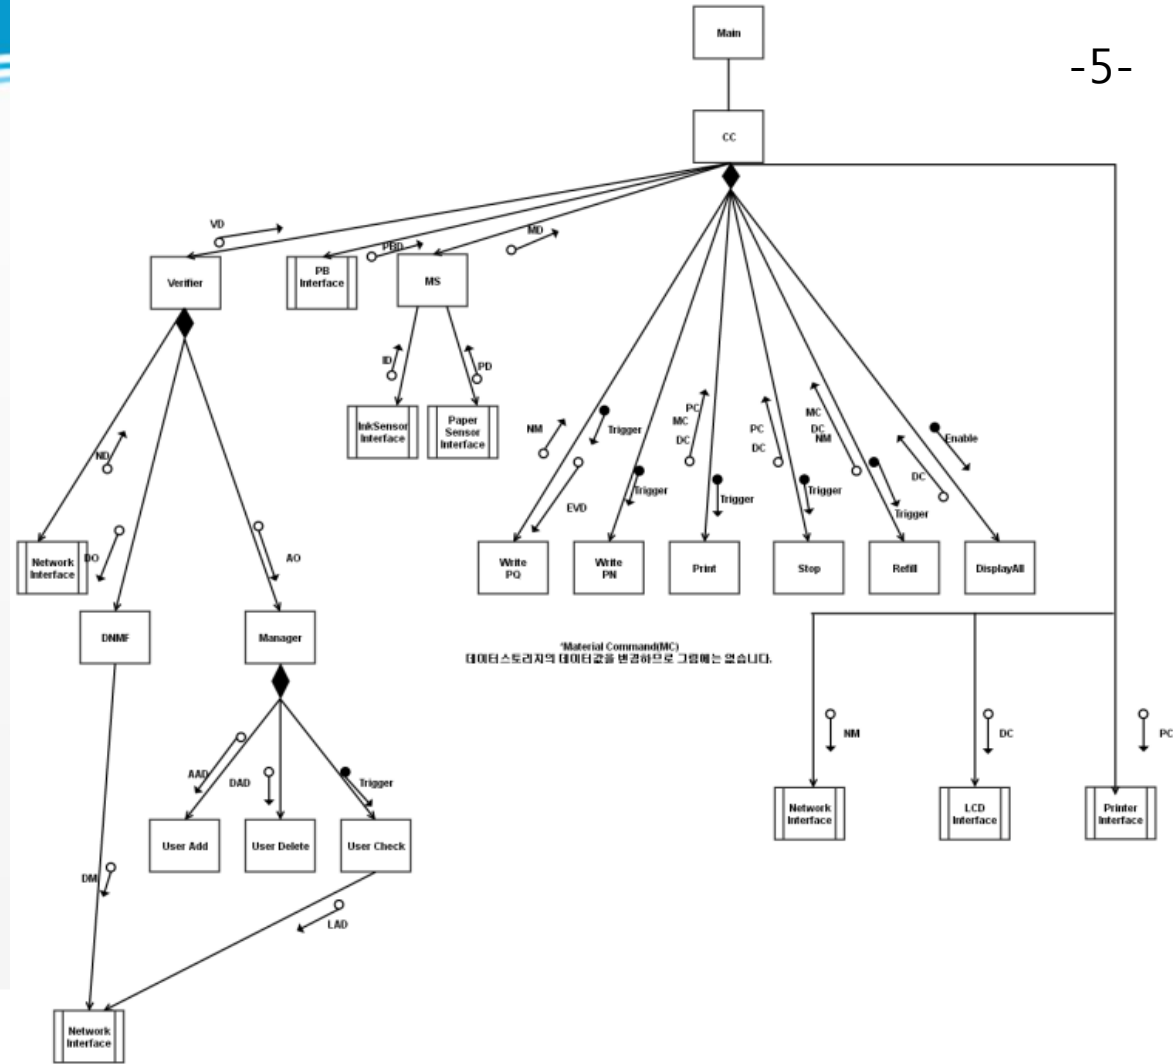 -5-
Main
CC
VD
PBD
MD
Verifier
PB
Interface
MS
ID
PD
InkSensor
Interface
Paper
Sensor
Interface
ND
DO
AO
Network
Interface
DNMF
Manager
NM
Trigger
EVD
Trigger
PC
MC
DC
Trigger
PC
DC
Trigger
MC
DC
NM
Trigger
DC
Enable
Write
PQ
Write
PN
Print
Stop
Refill
DisplayAll
*Material Command(MC)
데이터스토리지의 데이터값을 변경하므로 그림에는 없습니다.
AAD
DAD
Trigger
User Add
User Delete
User Check
DM
LAD
Network
Interface
NM
DC
PC
Network
Interface
LCD
Interface
Printer
Interface